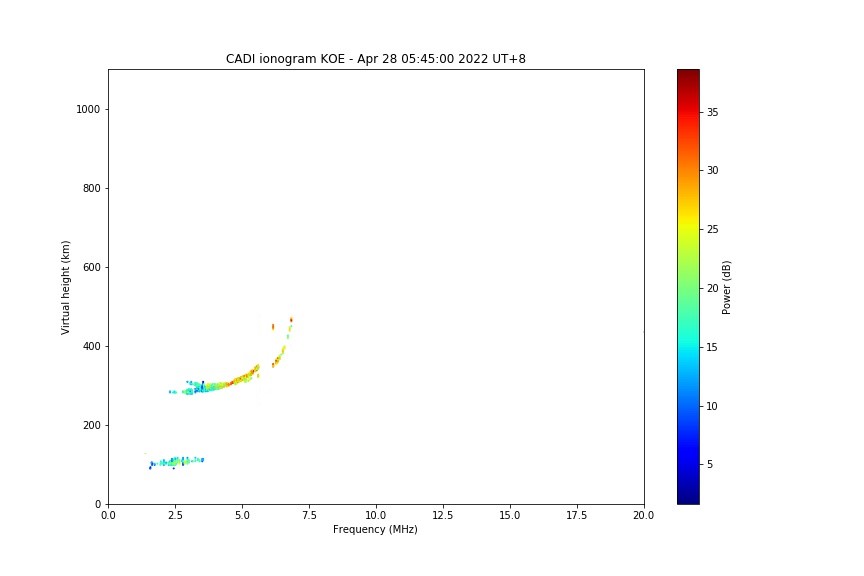 CADI ionogram KOE - Apr 28 05:45:00 2022 UT+8
1000
800
600
400
200
0
Virtual height (km)
0.0 2.5 5.0 7.5 10.0 12.5 15.0 17.5 20.0
Frequency (MHz)
35
30
25
20
15
10
5
Power (dB)